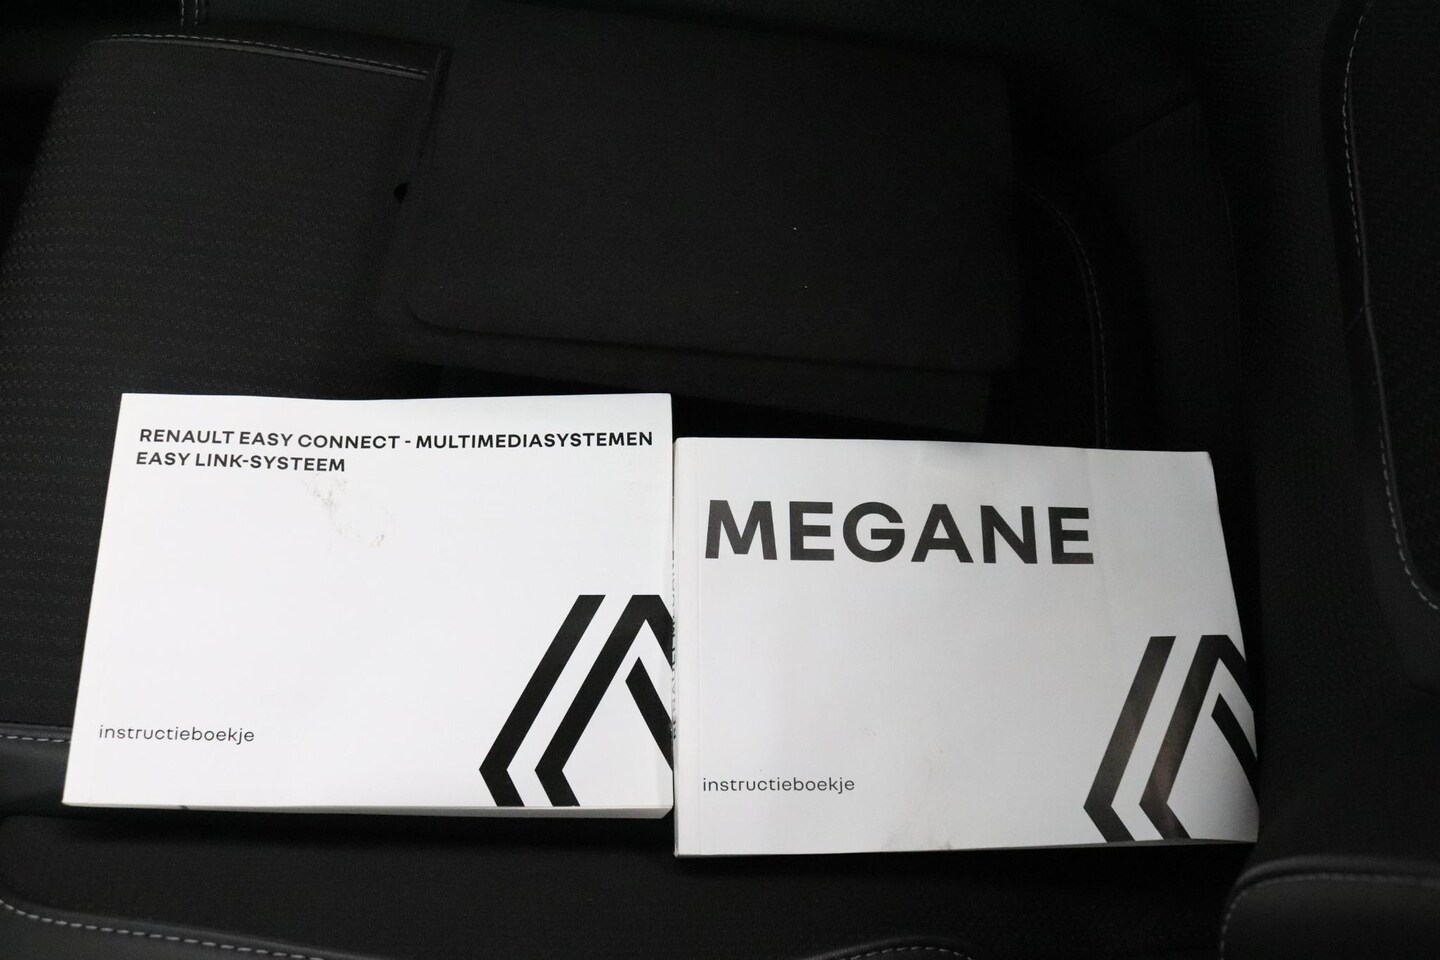 RENAULT EASY CONNECT - MULTIMEDIASYSTEMEN
EASY LINK-SYSTEEM
instructieboekje
MEGANE
instructieboekje